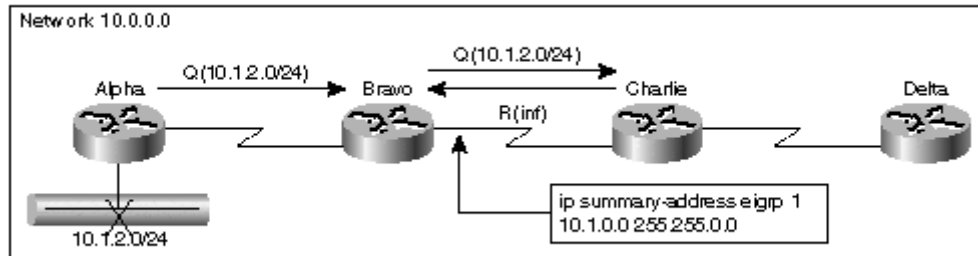 Network 10.0.0.0
Q(10.1.2.0/24)
Q(10.1.2.0/24)
Alpha
Bravo
Charlie
Delta
R(inf)
ip summary-address eigrp 1
10.1.0.0 255.255.0.0
10.1.2.0/24